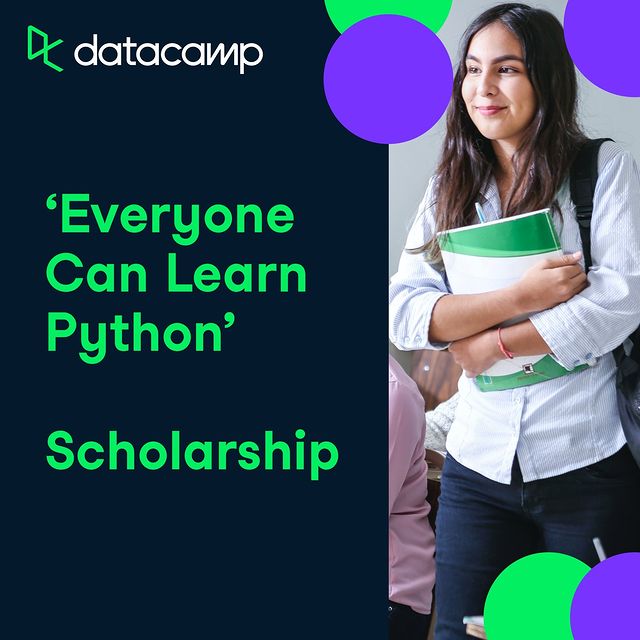 datacamp
‘Everyone
Can Learn
Python’
Scholarship